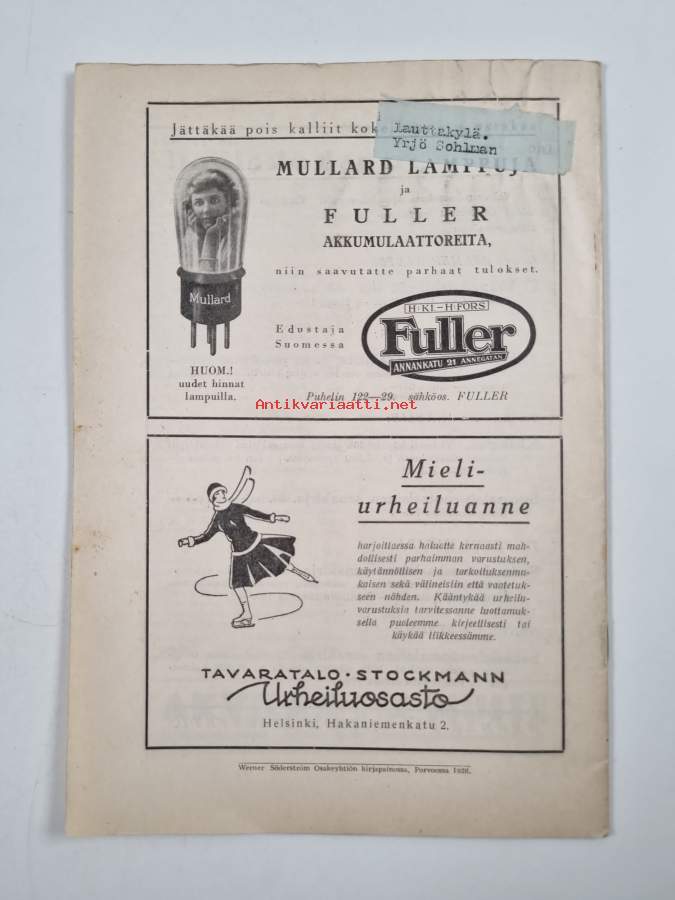 Jättäkää pois kalliit
Lauttakylä.
Yrjö Sohlman
MULLARD LAMPPUJA
ja
FULLER
AKKUMULAATTOREITA,
niin saavutatte parhaat tulokset.
Mullard
H:KI-H:FORS
Edustaja
Suomessa
Fuller
ANNANKATU 21 ANNEGATAN
HUOM.!
uudet hinnat
lampuilla.
Puhelin 122—29. sähköos. FULLER
Antikvariaatti.net
Mieli-
urheiluanne
harjoittaessa haluatte kernaasti mah-
dollisesti parhaimman varustuksen,
käytännöllisen ja tarkoituksenmu-
kaisen sekä välineisiin että vaatetuk-
seen nähden. Kääntykää urheilu-
varustuksia tarvitessanne luottamuk-
sella puoleemme kirjeellisesti tai
käykää liikkeessämme.
TAVARATALO · STOCKMANN
Urheiluosasto
Helsinki, Hakaniemenkatu 2.
Werner Söderström Osakeyhtiön kirjapainossa, Porvoossa 1926.